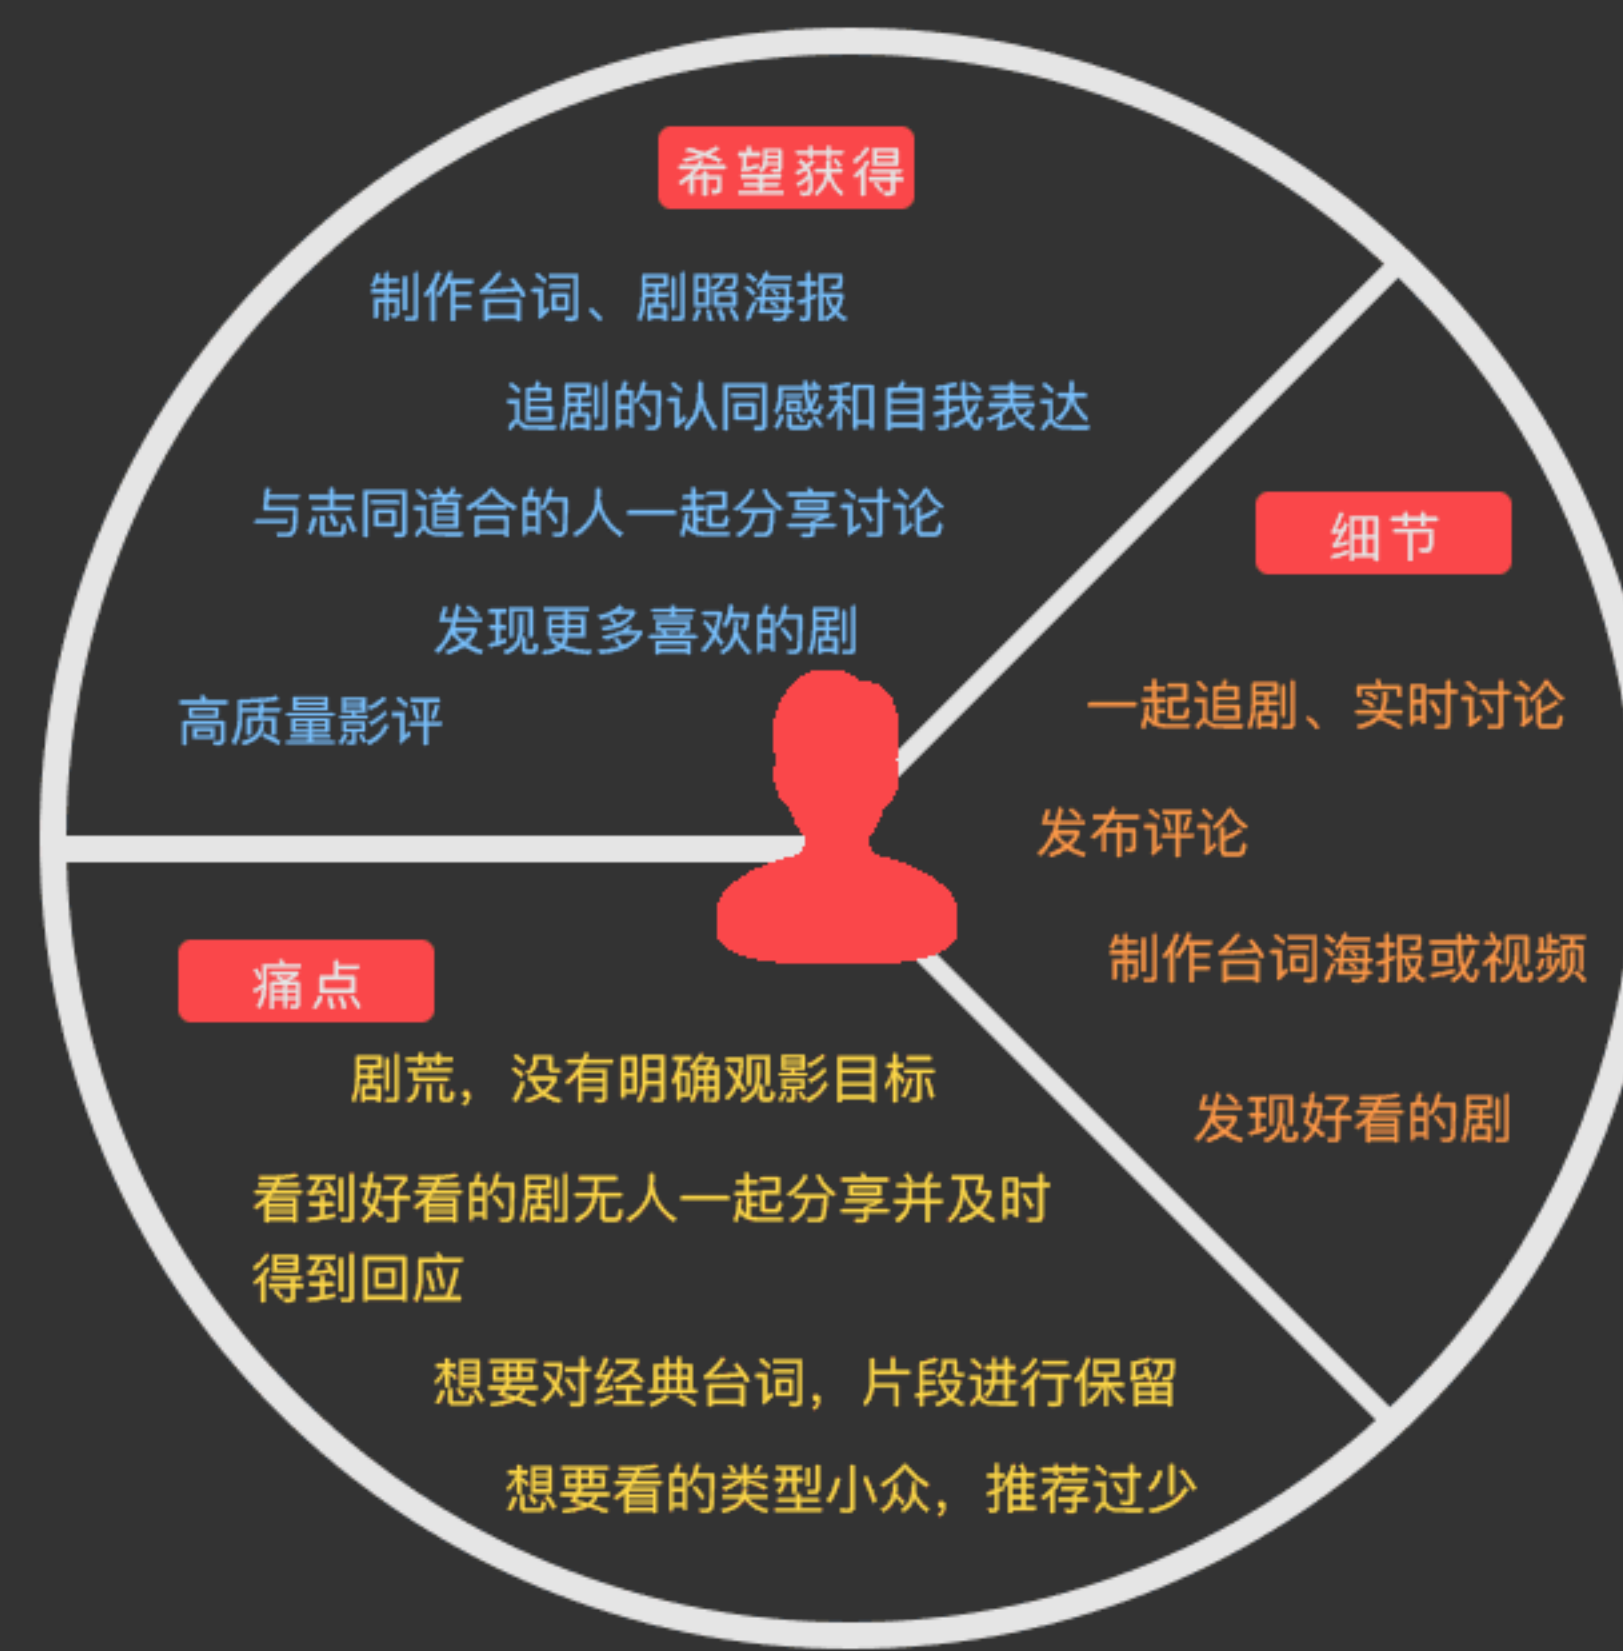 希望获得
制作台词、剧照海报
追剧的认同感和自我表达
与志同道合的人一起分享讨论
发现更多喜欢的剧
高质量影评
细节
一起追剧、实时讨论
发布评论
制作台词海报或视频
发现好看的剧
痛点
剧荒，没有明确观影目标
看到好看的剧无人一起分享并及时
得到回应
想要对经典台词，片段进行保留
想要看的类型小众，推荐过少